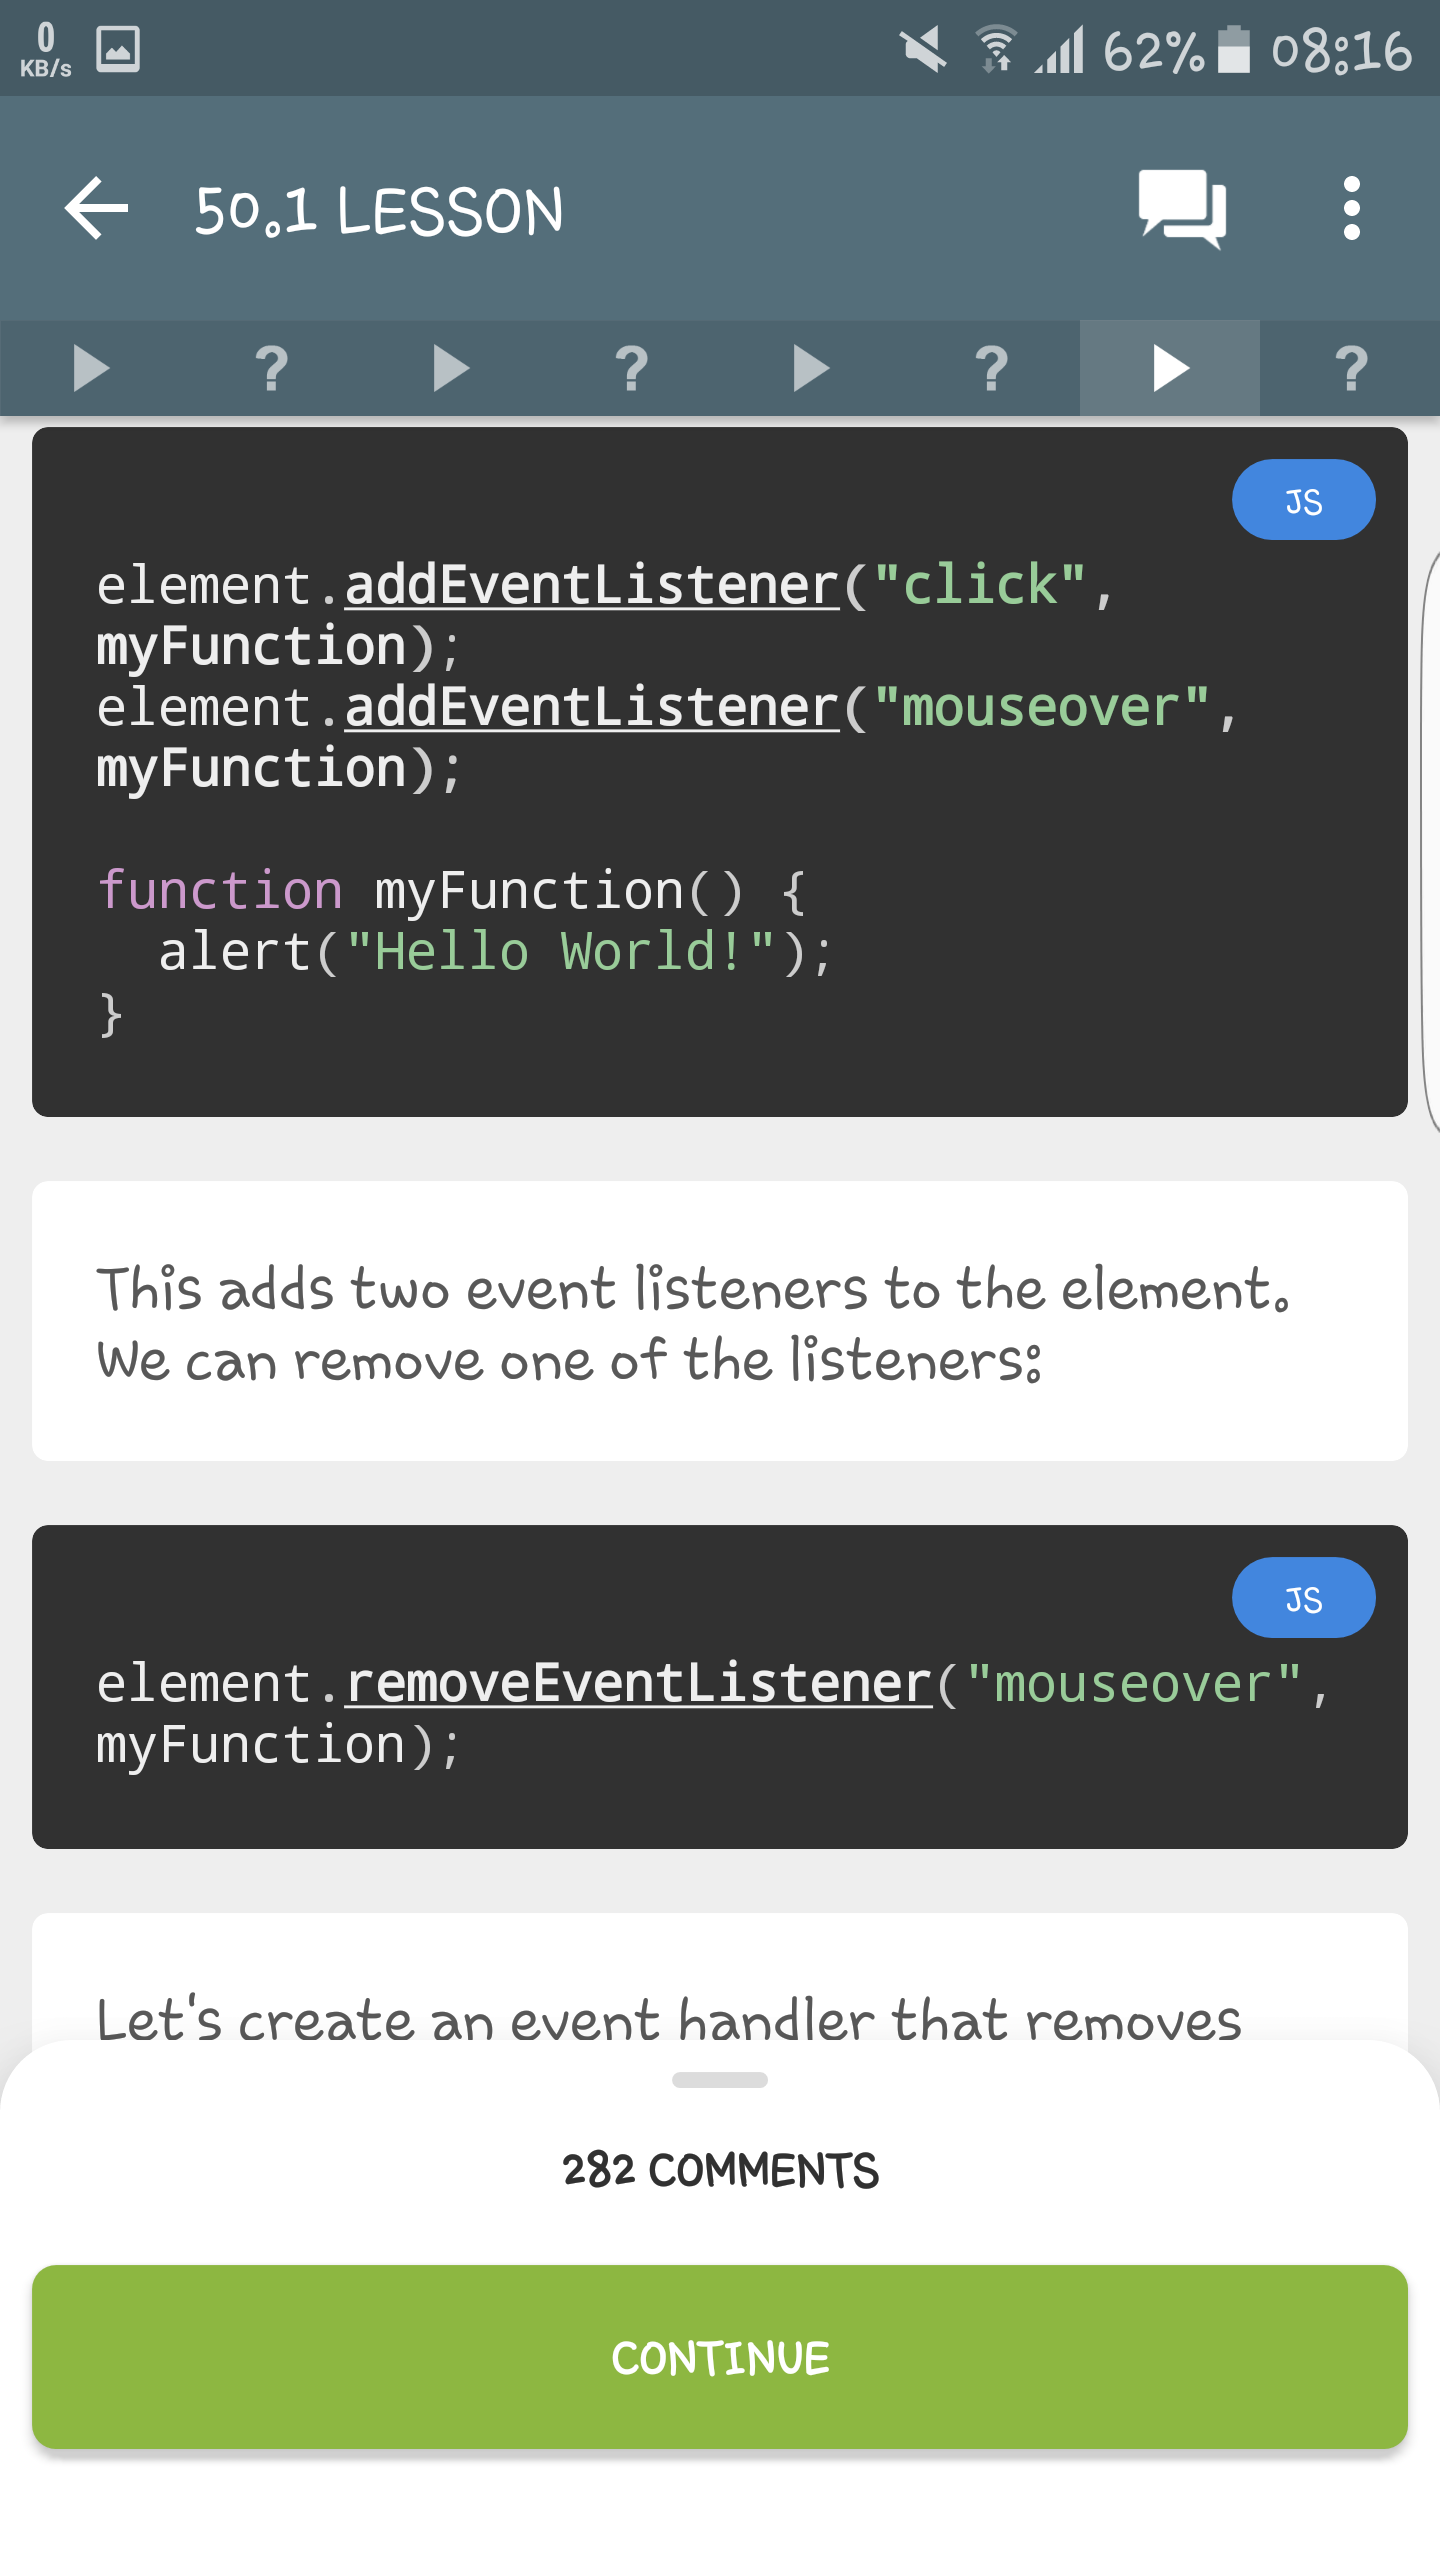 0
KB/s
62% 08:16
50.1 LESSON
? ? ? ?
JS
element.addEventListener("click",
myFunction);
element.addEventListener("mouseover",
myFunction);
function myFunction() {
alert("Hello World!");
}
This adds two event listeners to the element.
We can remove one of the listeners:
JS
element.removeEventListener("mouseover",
myFunction);
Let's create an event handler that removes
282 COMMENTS
CONTINUE